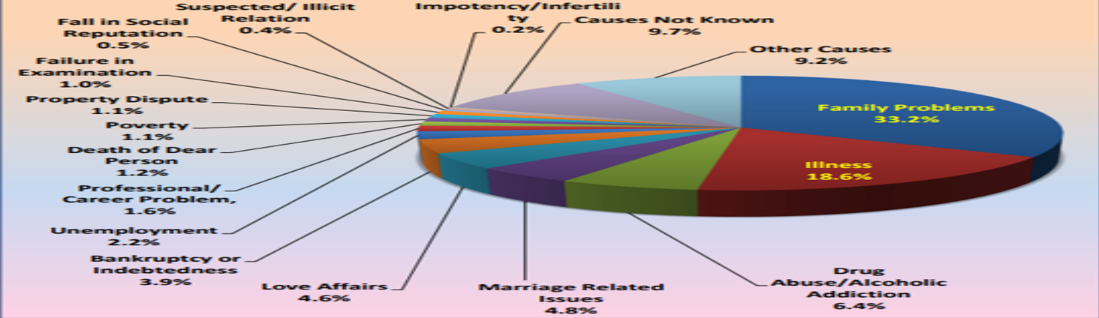 Suspected/ Illicit
Relation
0.4%
Impotency/Infertili
ty
0.2%
Causes Not Known
9.7%
Other Causes
9.2%
Fall in Social
Reputation
0.5%
Failure in
Examination
1.0%
Property Dispute
1.1%
Poverty
1.1%
Death of Dear
Person
1.2%
Professional/
Career Problem,
1.6%
Unemployment
2.2%
Bankruptcy or
Indebtedness
3.9%
Love Affairs
4.6%
Marriage Related
Issues
4.8%
Drug
Abuse/Alcoholic
Addiction
6.4%
Family Problems
33.2%
Illness
18.6%